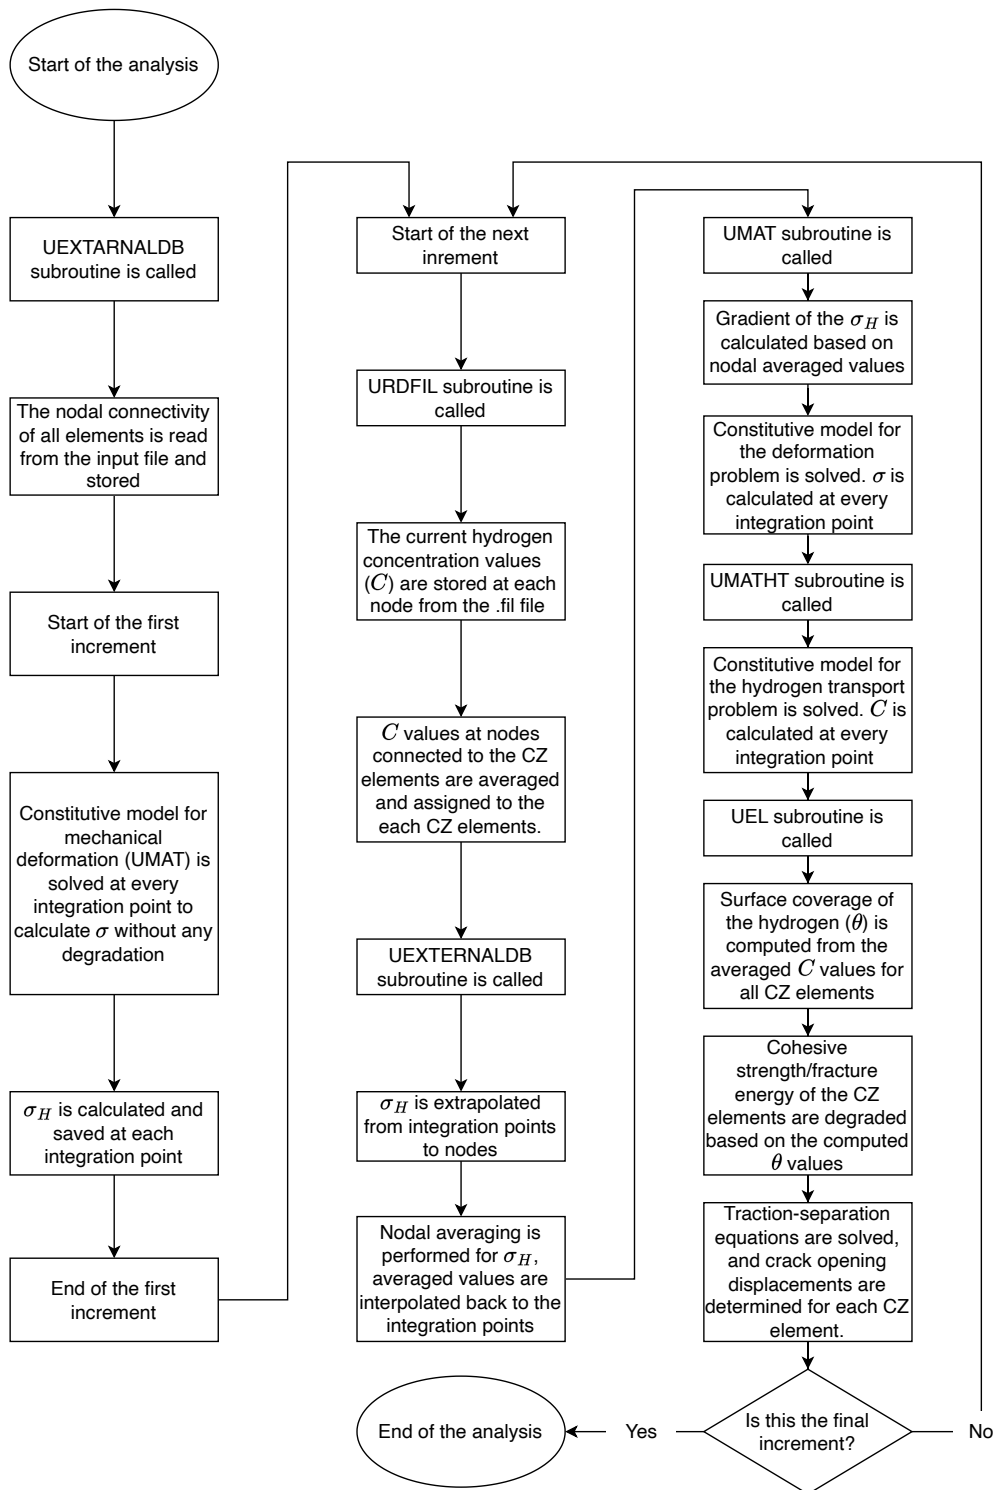 Start of the analysis
UEXTARNALDB
subroutine is called
The nodal connectivity
of all elements is read
from the input file and
stored
Start of the first
increment
Constitutive model for
mechanical
deformation (UMAT) is
solved at every
integration point to
calculate σ without any
degradation
σ_H is calculated and
saved at each
integration point
End of the first
increment
Start of the next
inrement
URDFIL subroutine is
called
The current hydrogen
concentration values
(C) are stored at each
node from the .fil file
C values at nodes
connected to the CZ
elements are averaged
and assigned to the
each CZ elements.
UEXTERNALDB
subroutine is called
σ_H is extrapolated
from integration points
to nodes
Nodal averaging is
performed for σ_H,
averaged values are
interpolated back to the
integration points
UMAT subroutine is
called
Gradient of the σ_H is
calculated based on
nodal averaged values
Constitutive model for
the deformation
problem is solved. σ is
calculated at every
integration point
UMATHT subroutine is
called
Constitutive model for
the hydrogen transport
problem is solved. C is
calculated at every
integration point
UEL subroutine is
called
Surface coverage of
the hydrogen (θ) is
computed from the
averaged C values for
all CZ elements
Cohesive
strength/fracture
energy of the CZ
elements are degraded
based on the computed
θ values
Traction-separation
equations are solved,
and crack opening
displacements are
determined for each CZ
element.
Is this the final
increment?
No
Yes
End of the analysis